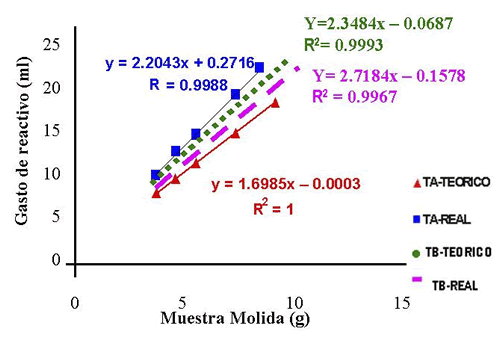 Y=2.3484x – 0.0687
R²= 0.9993
y = 2.2043x + 0.2716
R = 0.9988
Y= 2.7184x – 0.1578
R² = 0.9967
y = 1.6985x – 0.0003
R² = 1
Gasto de reactivo (ml)
25
20
15
10
5
0
0
5
10
15
Muestra Molida (g)
TA-TEORICO
TA-REAL
TB-TEORICO
TB-REAL